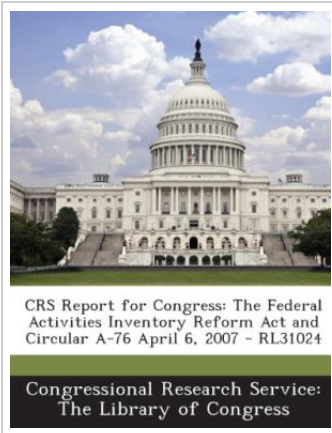 CRS Report for Congress: The Federal
Activities Inventory Reform Act and
Circular A-76 April 6, 2007 - RL31024
Congressional Research Service:
The Library of Congress